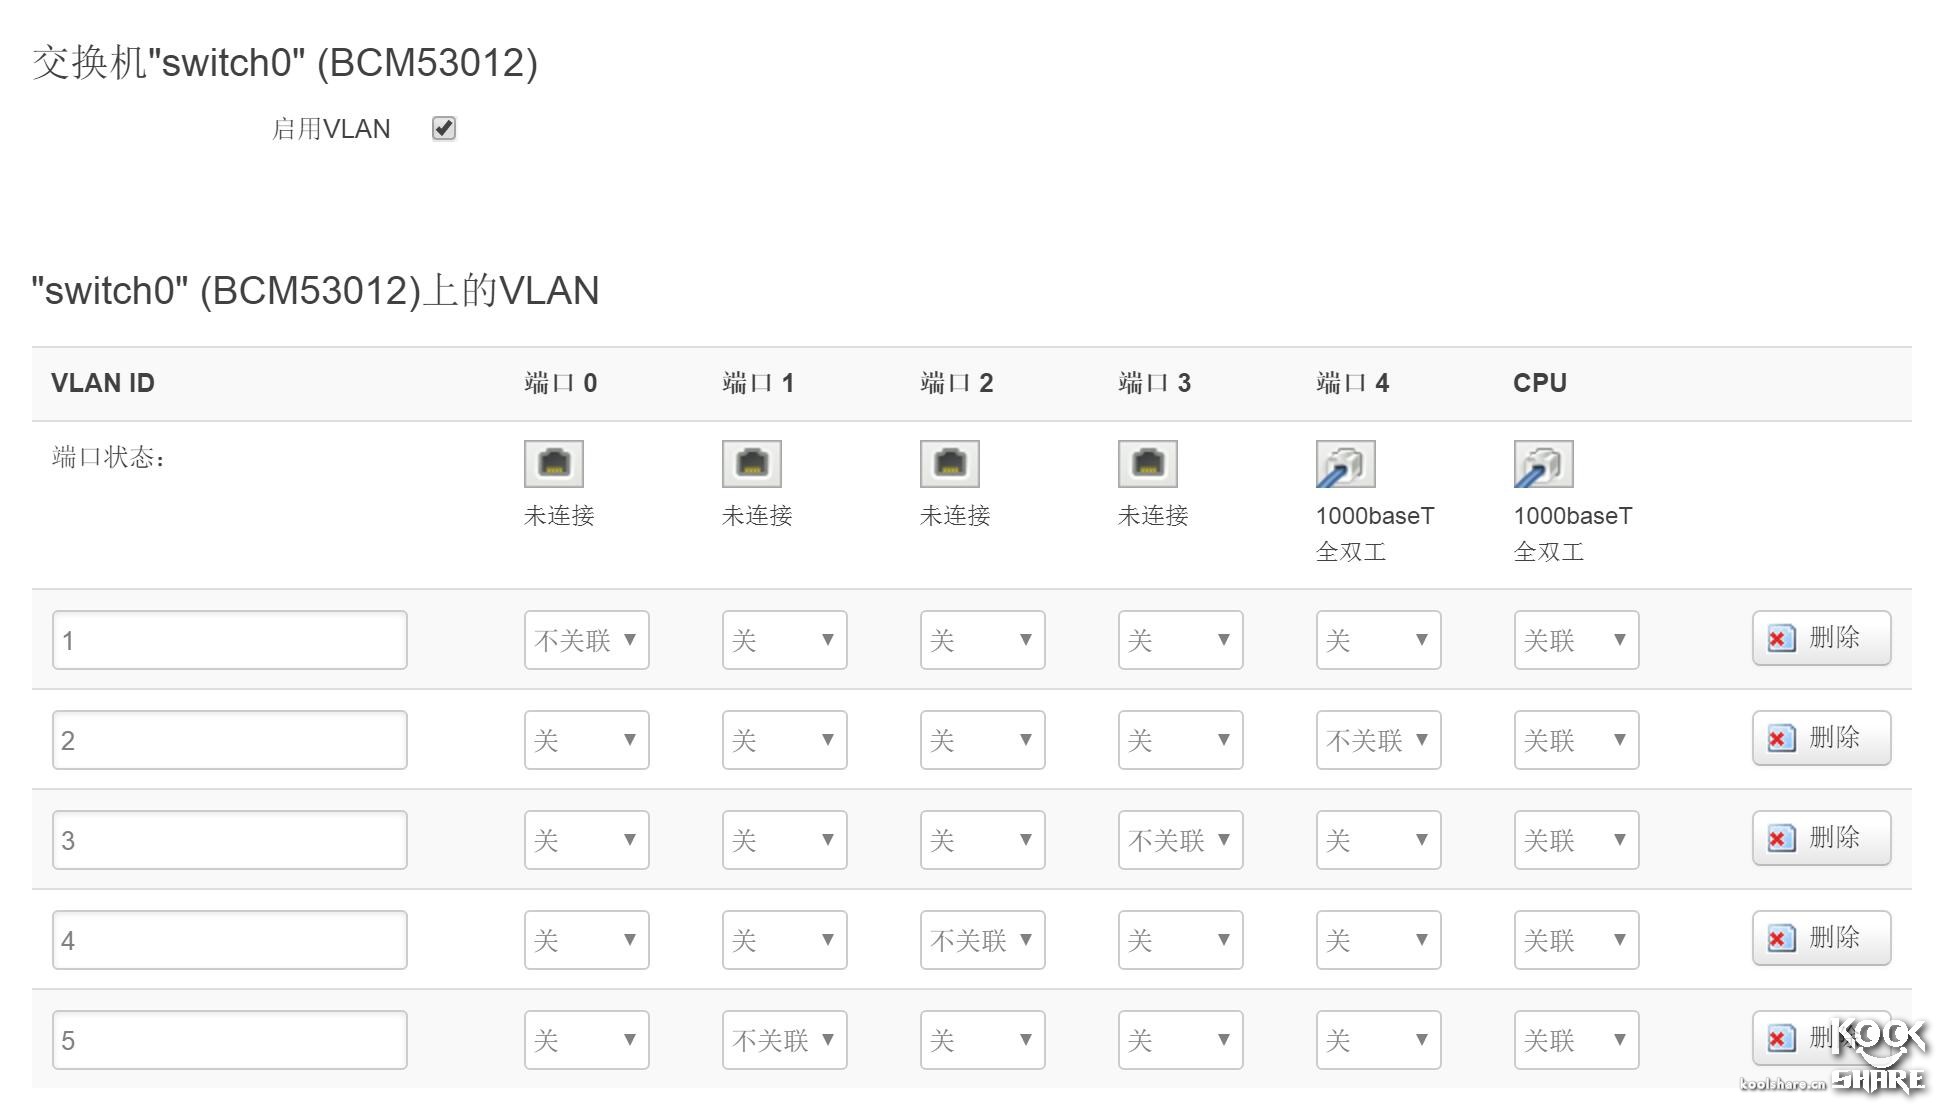 交换机"switch0" (BCM53012)
启用VLAN
"switch0" (BCM53012)上的VLAN
VLAN ID 端口 0 端口 1 端口 2 端口 3 端口 4 CPU
端口状态：
未连接 未连接 未连接 未连接 1000baseT 1000baseT
全双工 全双工
1 不关联 关 关 关 关 关联 删除
2 关 关 关 关 不关联 关联 删除
3 关 关 关 不关联 关 关联 删除
4 关 关 不关联 关 关 关联 删除
5 关 不关联 关 关 关 关联 删除
KOOL
koolshare.cn SHARE